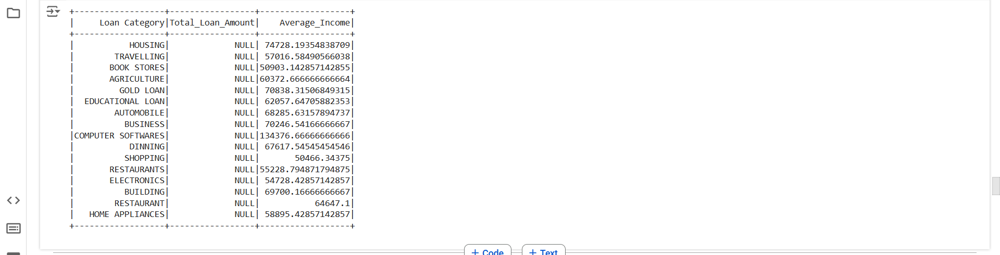 +------------------+-----------------+------------------+
|     Loan Category|Total_Loan_Amount|    Average_Income|
+------------------+-----------------+------------------+
|           HOUSING|             NULL| 74728.19354838709|
|        TRAVELLING|             NULL| 57016.58490566038|
|       BOOK STORES|             NULL|50903.142857142855|
|       AGRICULTURE|             NULL|60372.666666666664|
|         GOLD LOAN|             NULL| 70838.31506849315|
|  EDUCATIONAL LOAN|             NULL| 62057.64705882353|
|        AUTOMOBILE|             NULL| 68285.63157894737|
|          BUSINESS|             NULL| 70246.54166666667|
|COMPUTER SOFTWARES|             NULL|134376.66666666666|
|           DINNING|             NULL| 67617.54545454546|
|          SHOPPING|             NULL|       50466.34375|
|       RESTAURANTS|             NULL|55228.794871794875|
|       ELECTRONICS|             NULL| 54728.42857142857|
|          BUILDING|             NULL| 69700.16666666667|
|        RESTAURANT|             NULL|           64647.1|
|   HOME APPLIANCES|             NULL| 58895.42857142857|
+------------------+-----------------+------------------+
+ Code + Text